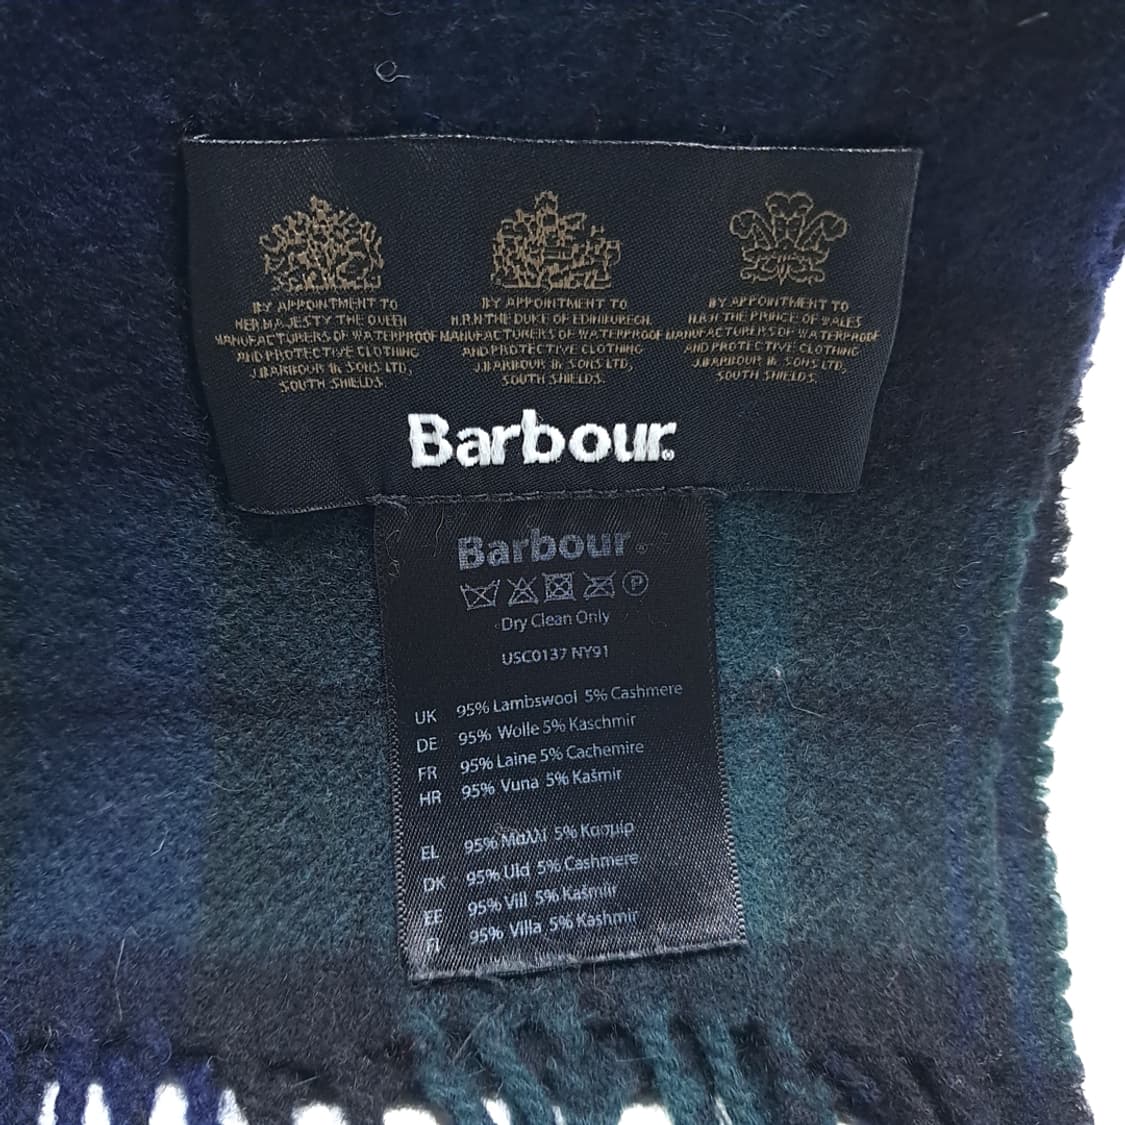 BY APPOINTMENT TO
HER MAJESTY THE QUEEN
MANUFACTURERS OF WATERPROOF
AND PROTECTIVE CLOTHING
J.BARBOUR & SONS LTD,
SOUTH SHIELDS.
BY APPOINTMENT TO
H.R.H THE DUKE OF EDINBURGH.
MANUFACTURERS OF WATERPROOF
AND PROTECTIVE CLOTHING
J.BARBOUR & SONS LTD,
SOUTH SHIELDS.
BY APPOINTMENT TO
H.R.H THE PRINCE OF WALES
MANUFACTURERS OF WATERPROOF
AND PROTECTIVE CLOTHING
J.BARBOUR & SONS LTD,
SOUTH SHIELDS.
Barbour®
Barbour®
P
Dry Clean Only
USC0137 NY91
UK 95% Lambswool 5% Cashmere
DE 95% Wolle 5% Kaschmir
FR 95% Laine 5% Cachemire
HR 95% Vuna 5% Kašmir
EL 95% Μαλλί 5% Κασμίρ
DK 95% Uld 5% Cashmere
EE 95% Vill 5% Kašmiir
FI 95% Villa 5% Kashmir